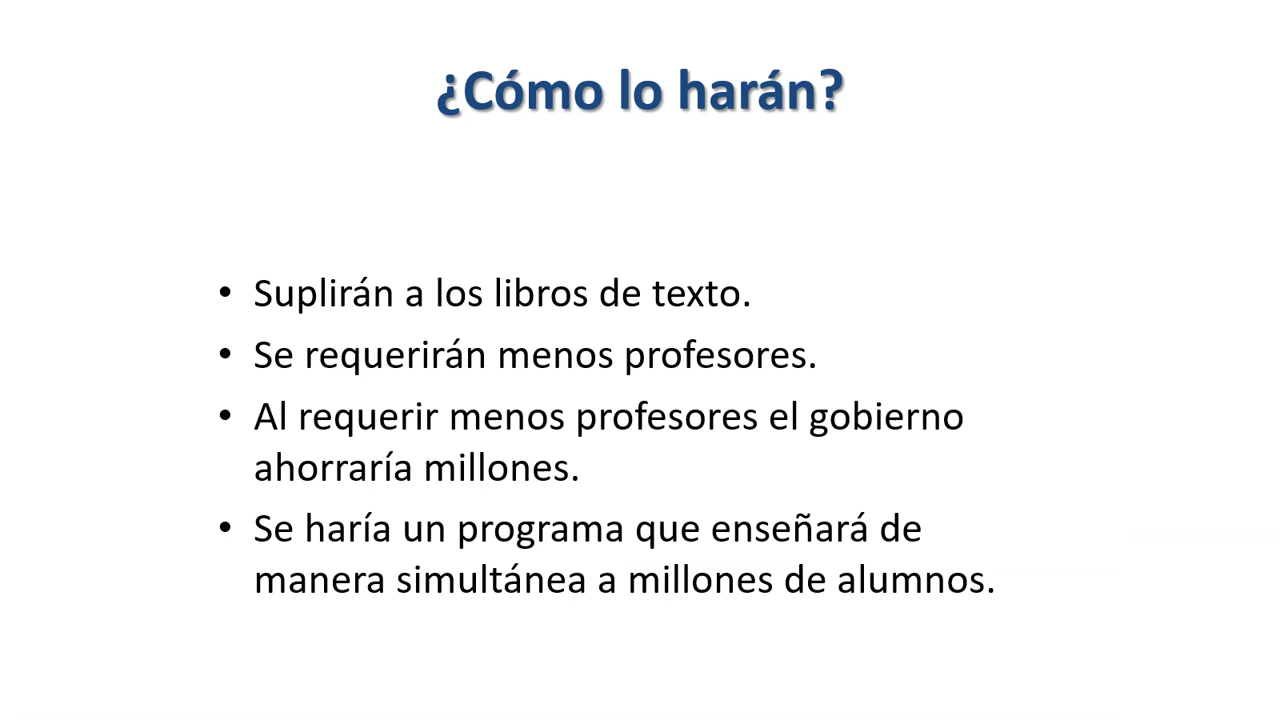 ¿Cómo lo harán?
• Suplirán a los libros de texto.
• Se requerirán menos profesores.
• Al requerir menos profesores el gobierno
ahorraría millones.
• Se haría un programa que enseñará de
manera simultánea a millones de alumnos.